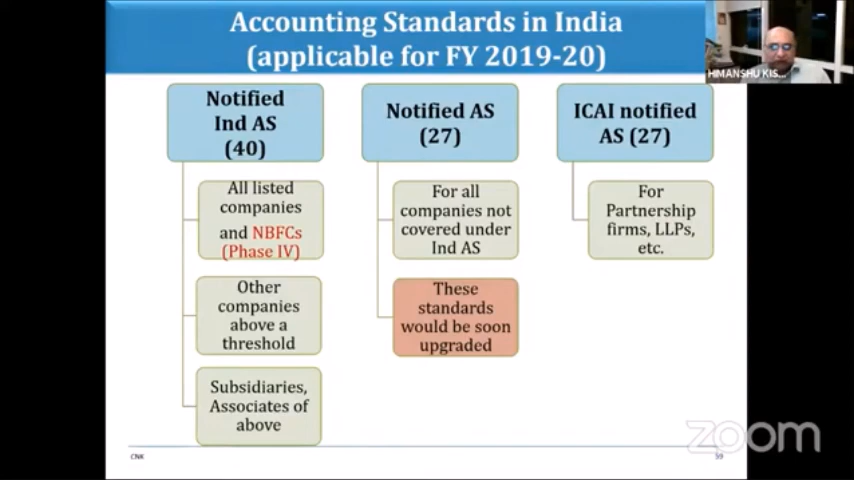 Accounting Standards in India
(applicable for FY 2019-20)
HIMANSHU KIS...
Notified
Ind AS
(40)
All listed
companies
and NBFCs
(Phase IV)
Other
companies
above a
threshold
Subsidiaries,
Associates of
above
Notified AS
(27)
For all
companies not
covered under
Ind AS
These
standards
would be soon
upgraded
ICAI notified
AS (27)
For
Partnership
firms, LLPs,
etc.
CNK
59
zoom